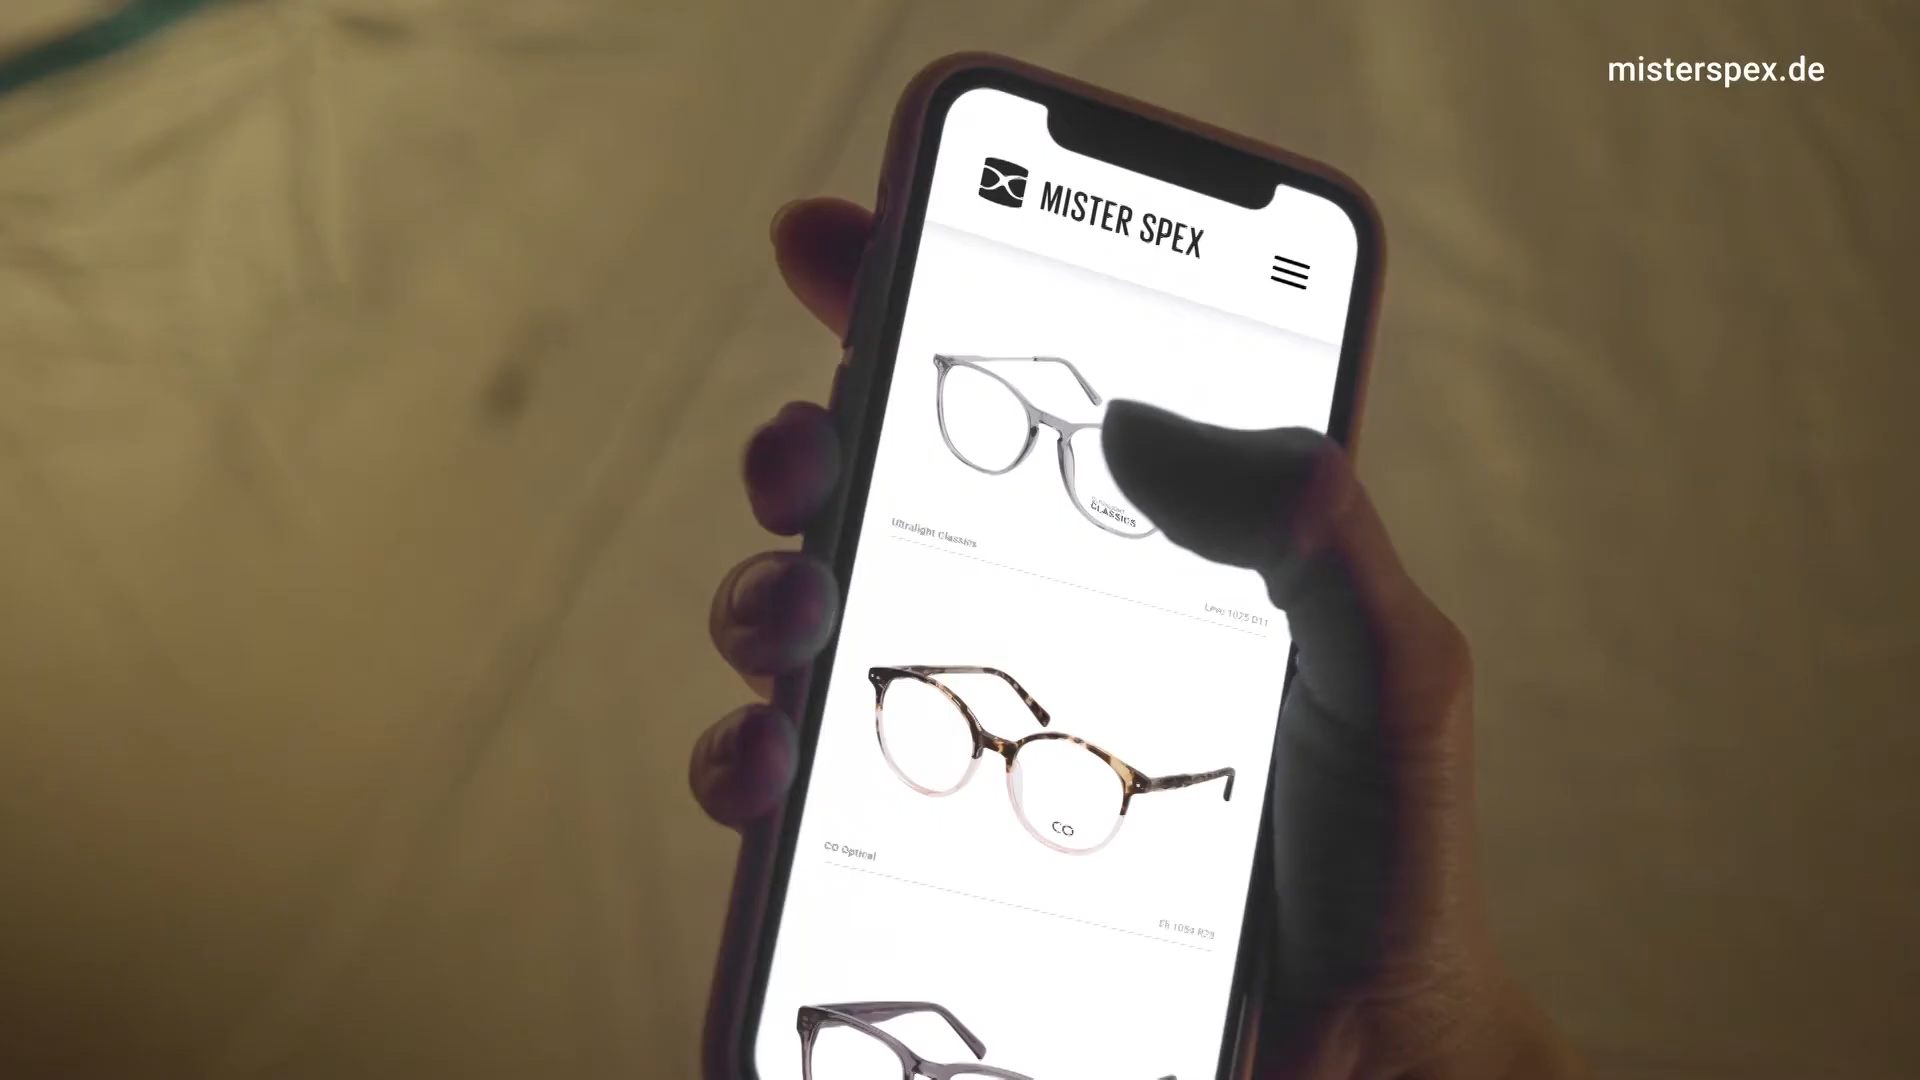 misterspex.de
MISTER SPEX
CLASSICS
Ultralight Classics
CO
CO Optical